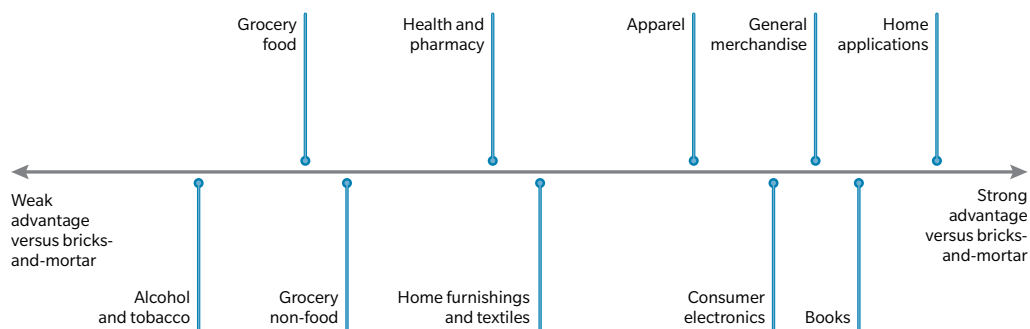 Grocery
food
Health and
pharmacy
Apparel
General
merchandise
Home
applications
Weak
advantage
versus bricks-
and-mortar
Strong
advantage
versus bricks-
and-mortar
Alcohol
and tobacco
Grocery
non-food
Home furnishings
and textiles
Consumer
electronics
Books